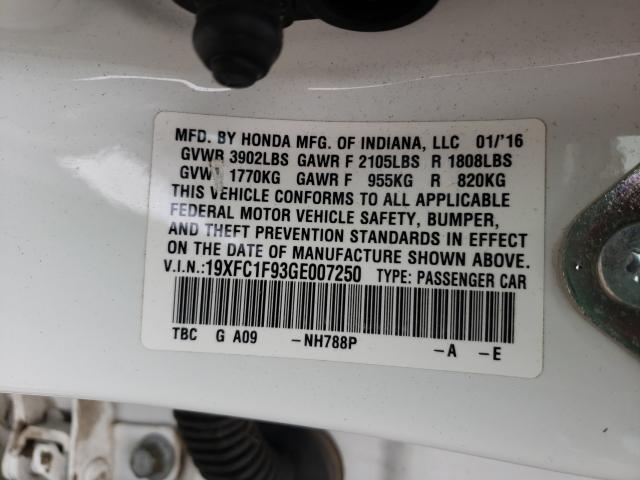 MFD. BY HONDA MFG. OF INDIANA, LLC 01/'16
GVWR 3902LBS GAWR F 2105LBS R 1808LBS
GVW 1770KG GAWR F 955KG R 820KG
THIS VEHICLE CONFORMS TO ALL APPLICABLE
FEDERAL MOTOR VEHICLE SAFETY, BUMPER,
AND THEFT PREVENTION STANDARDS IN EFFECT
ON THE DATE OF MANUFACTURE SHOWN ABOVE.
V.I.N.:19XFC1F93GE007250 TYPE: PASSENGER CAR
TBC G A09 -NH788P -A -E